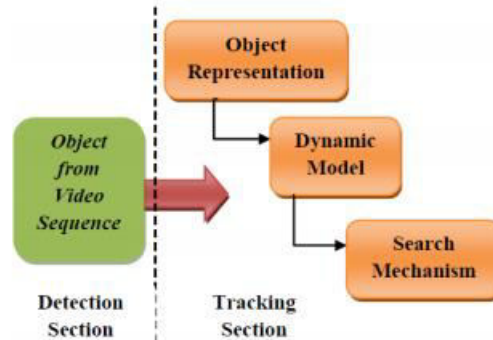 Object
Representation
Object
from
Video
Sequence
Dynamic
Model
Search
Mechanism
Detection
Section
Tracking
Section